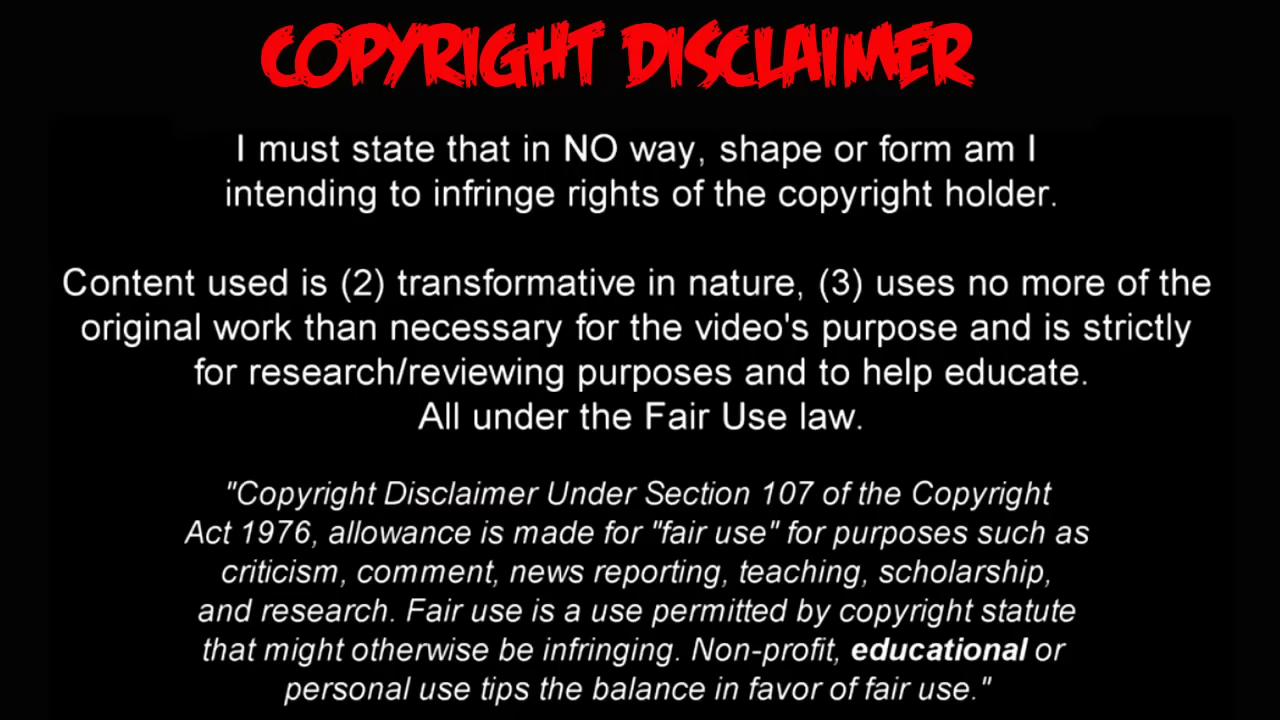 COPYRIGHT DISCLAIMER
I must state that in NO way, shape or form am I
intending to infringe rights of the copyright holder.
Content used is (2) transformative in nature, (3) uses no more of the
original work than necessary for the video's purpose and is strictly
for research/reviewing purposes and to help educate.
All under the Fair Use law.
"Copyright Disclaimer Under Section 107 of the Copyright
Act 1976, allowance is made for "fair use" for purposes such as
criticism, comment, news reporting, teaching, scholarship,
and research. Fair use is a use permitted by copyright statute
that might otherwise be infringing. Non-profit, educational or
personal use tips the balance in favor of fair use."